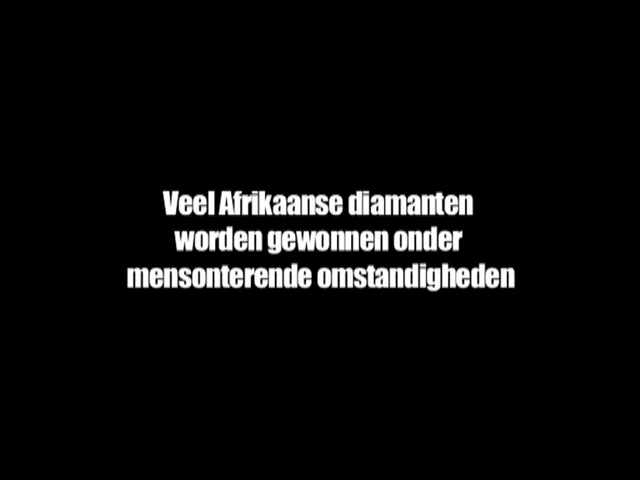 Veel Afrikaanse diamanten
worden gewonnen onder
mensonterende omstandigheden